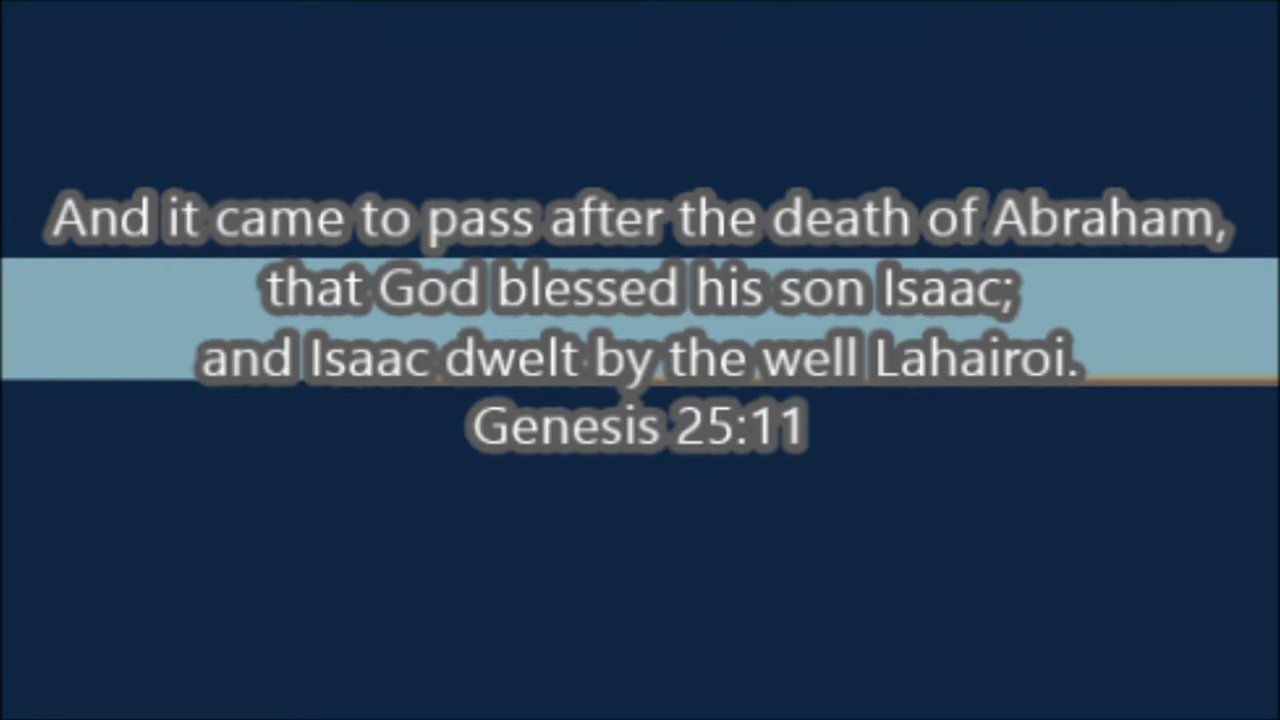 And it came to pass after the death of Abraham,
that God blessed his son Isaac;
and Isaac dwelt by the well Lahairoi.
Genesis 25:11